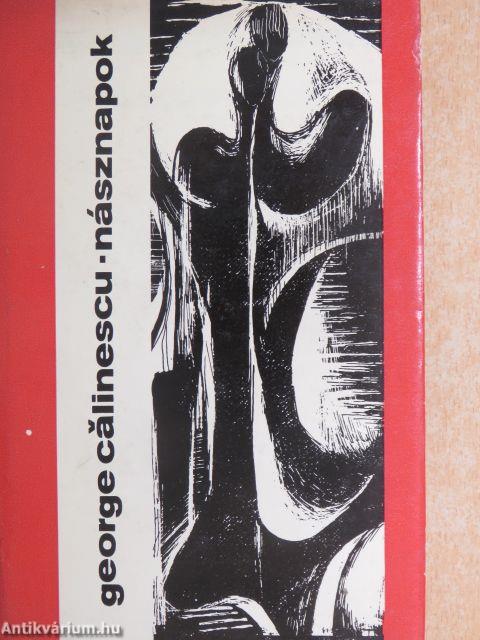 george călinescu · násznapok
Antikvárium.hu